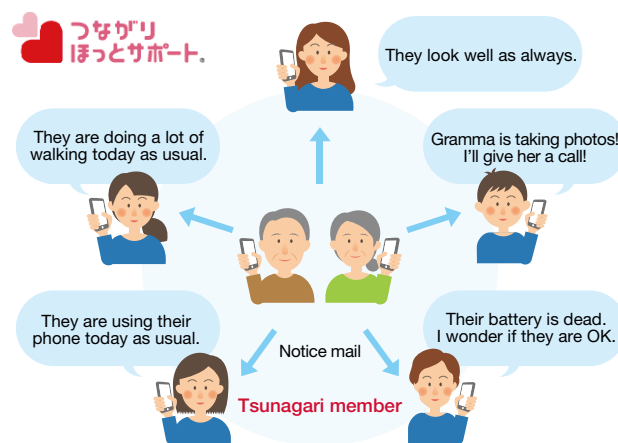 つながり
ほっとサポート。
They look well as always.
They are doing a lot of
walking today as usual.
Gramma is taking photos!
I'll give her a call!
They are using their
phone today as usual.
Their battery is dead.
I wonder if they are OK.
Notice mail
Tsunagari member